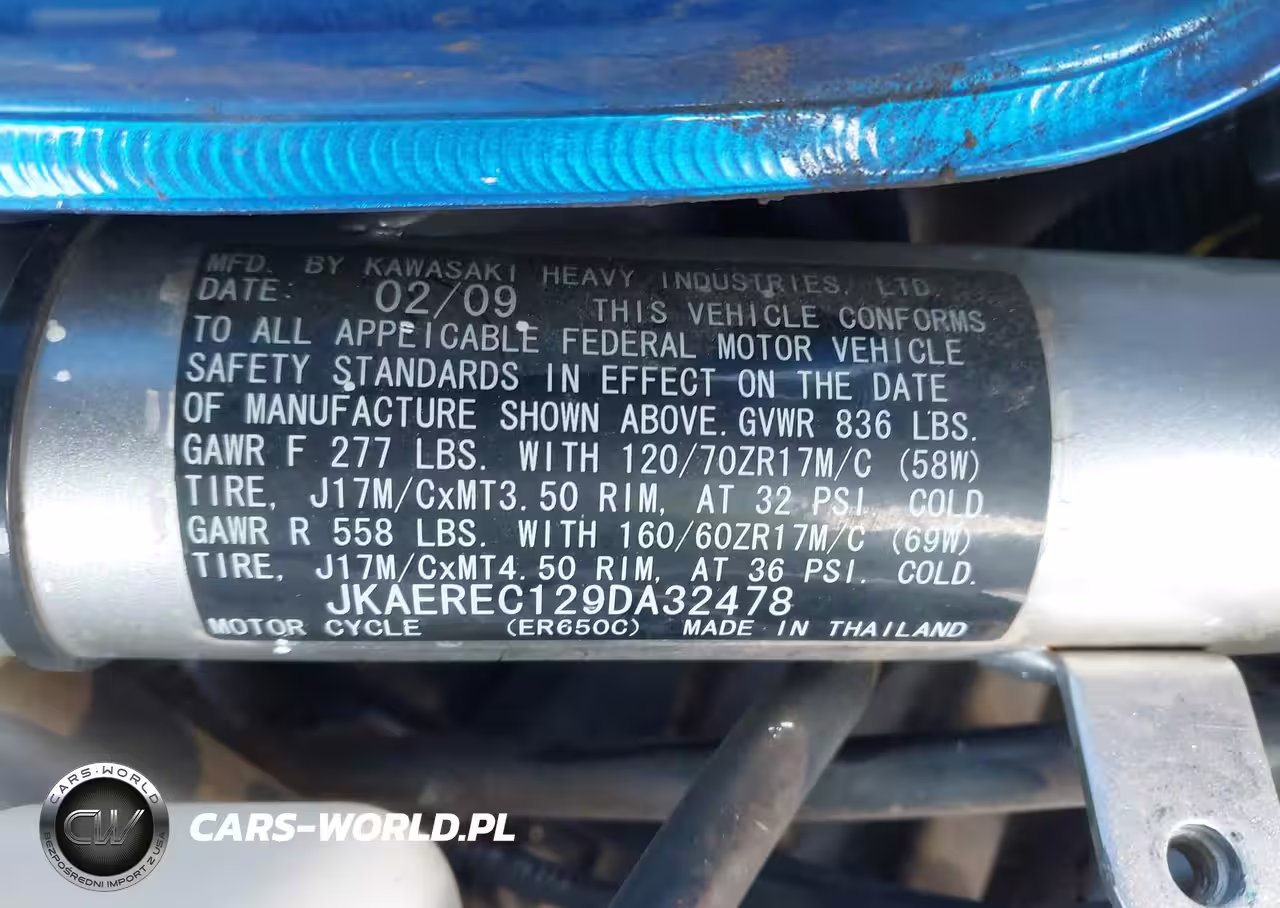 MFD. BY KAWASAKI HEAVY INDUSTRIES, LTD.
DATE: 02/09 THIS VEHICLE CONFORMS
TO ALL APPEICABLE FEDERAL MOTOR VEHICLE
SAFETY STANDARDS IN EFFECT ON THE DATE
OF MANUFACTURE SHOWN ABOVE. GVWR 836 LBS.
GAWR F 277 LBS. WITH 120/70ZR17M/C (58W)
TIRE, J17M/CxMT3.50 RIM, AT 32 PSI. COLD.
GAWR R 558 LBS. WITH 160/60ZR17M/C (69W)
TIRE, J17M/CxMT4.50 RIM, AT 36 PSI. COLD.
JKAEREC129DA32478
MOTOR CYCLE (ER650C) MADE IN THAILAND
CARS-WORLD
CW
BEZPOŚREDNI IMPORT Z USA
CARS-WORLD.PL